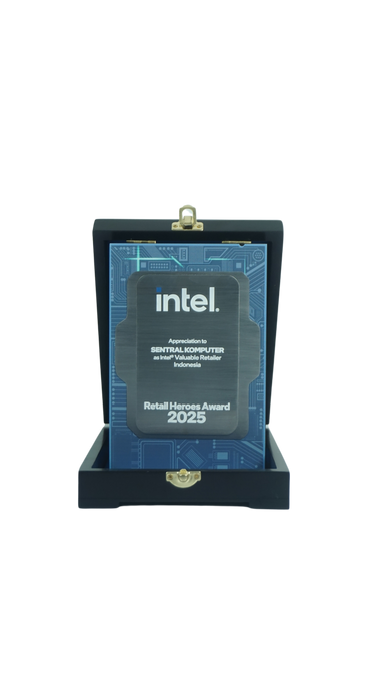 intel.
Appreciation to
SENTRAL KOMPUTER
as Intel® Valuable Retailer
Indonesia
Retail Heroes Award
2025